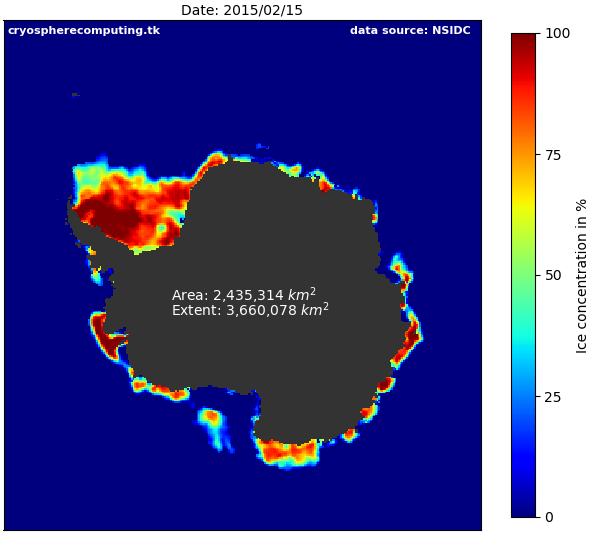 Date: 2015/02/15
cryospherecomputing.tk
data source: NSIDC
Area: 2,435,314 km²
Extent: 3,660,078 km²
100
75
50
25
0
Ice concentration in %